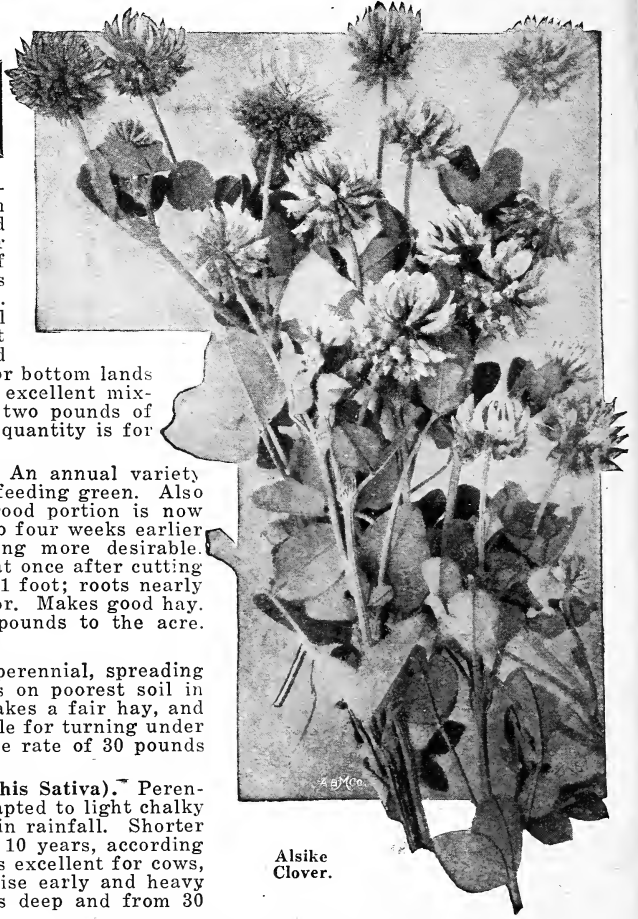 or bottom lands
excellent mix-
two pounds of
quantity is for
An annual variety
feeding green. Also
ood portion is now
o four weeks earlier
ng more desirable.
at once after cutting
1 foot; roots nearly
or. Makes good hay.
pounds to the acre.
perennial, spreading
s on poorest soil in
akes a fair hay, and
le for turning under
e rate of 30 pounds
his Sativa). Peren-
apted to light chalky
in rainfall. Shorter
10 years, according
s excellent for cows,
ise early and heavy
s deep and from 30
A B M Co.
Alsike
Clover.